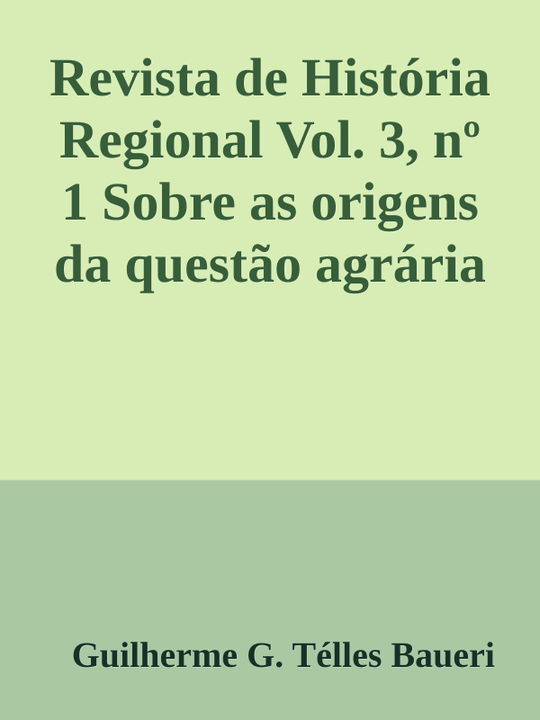 Revista de História
Regional Vol. 3, nº
1 Sobre as origens
da questão agrária
Guilherme G. Télles Baueri